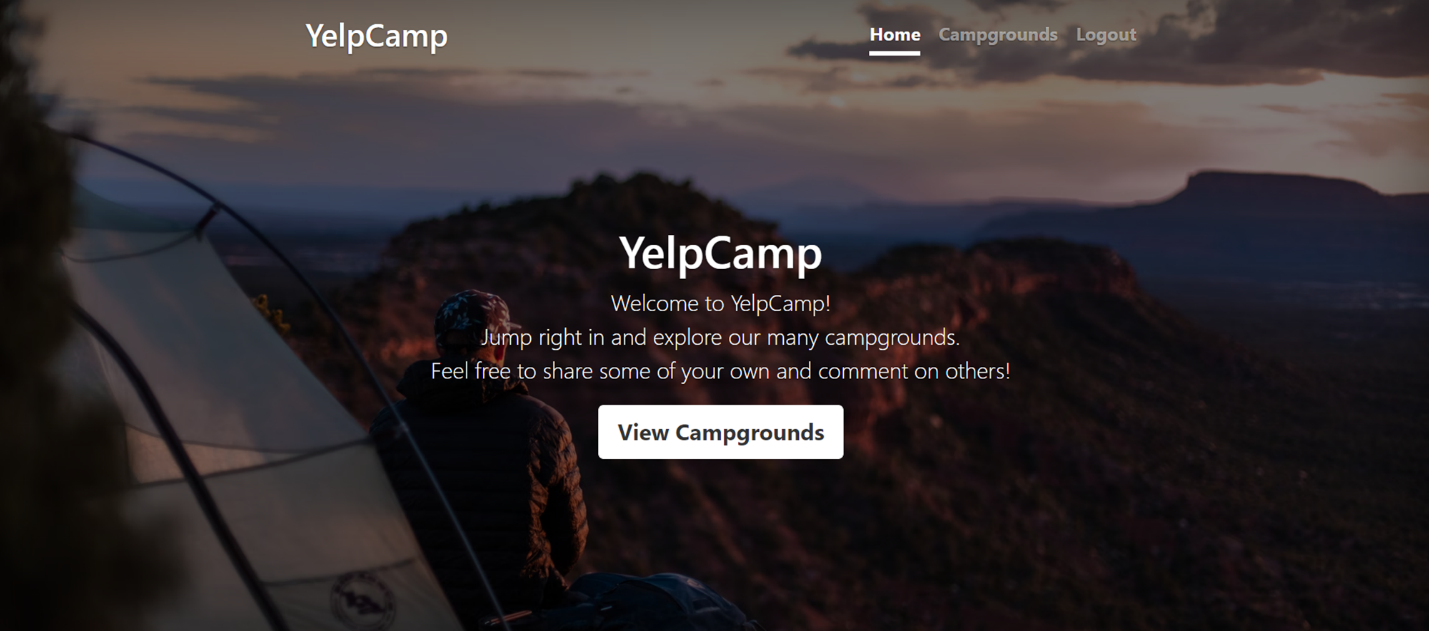 YelpCamp
Home Campgrounds Logout
YelpCamp
Welcome to YelpCamp!
Jump right in and explore our many campgrounds.
Feel free to share some of your own and comment on others!
View Campgrounds